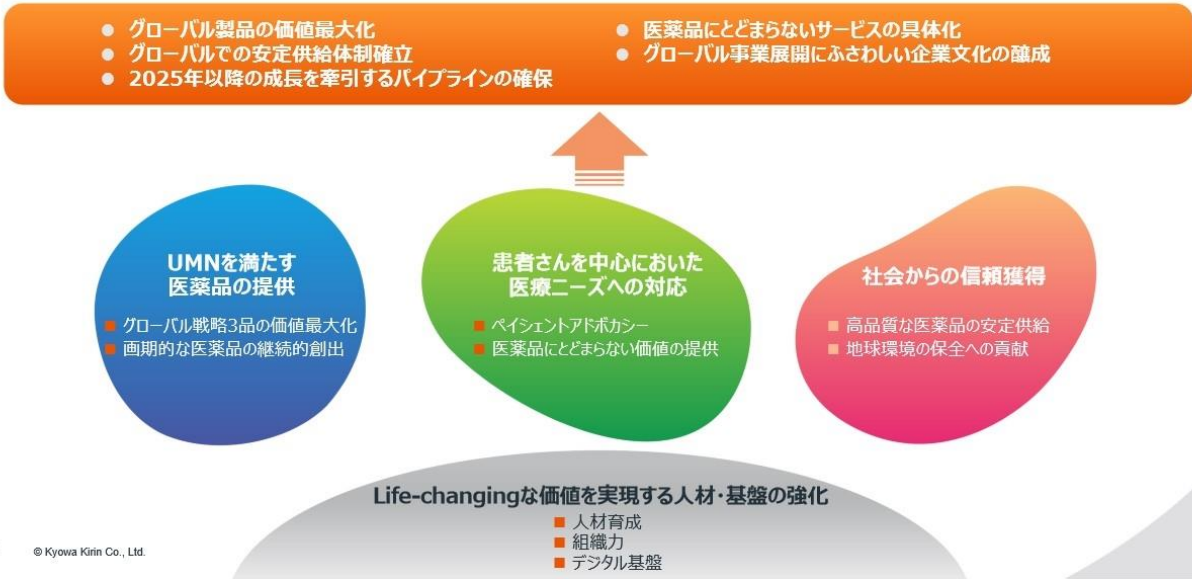 グローバル製品の価値最大化
グローバルでの安定供給体制確立
2025年以降の成長を牽引するパイプラインの確保
医薬品にとどまらないサービスの具体化
グローバル事業展開にふさわしい企業文化の醸成
UMNを満たす
医薬品の提供
グローバル戦略3品の価値最大化
画期的な医薬品の継続的創出
患者さんを中心においた
医療ニーズへの対応
ペイシェントアドボカシー
医薬品にとどまらない価値の提供
社会からの信頼獲得
高品質な医薬品の安定供給
地球環境の保全への貢献
Life-changingな価値を実現する人材・基盤の強化
人材育成
組織力
デジタル基盤
© Kyowa Kirin Co., Ltd.